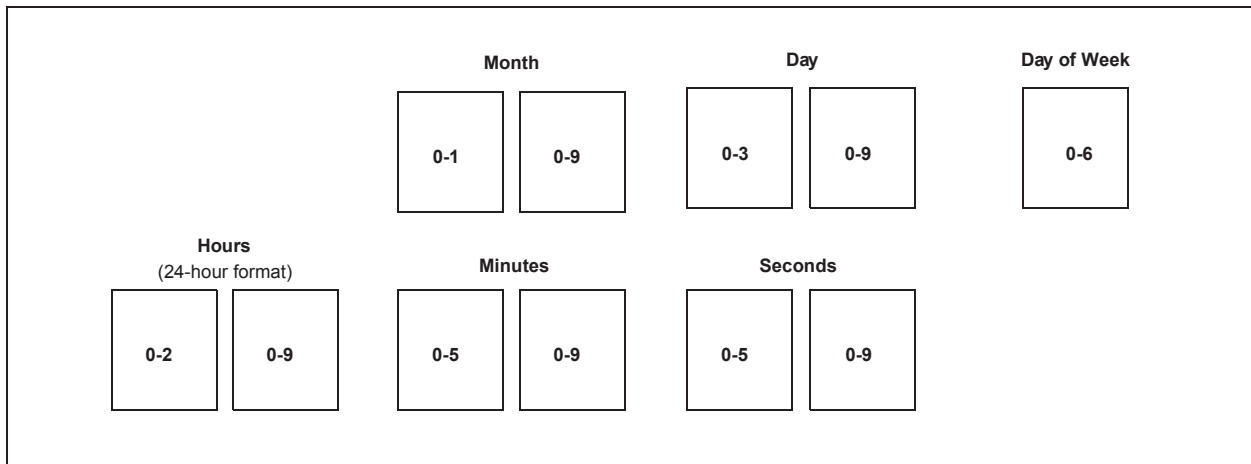 Month Day Day of Week
0-1 0-9 0-3 0-9 0-6
Hours
(24-hour format) Minutes Seconds
0-2 0-9 0-5 0-9 0-5 0-9